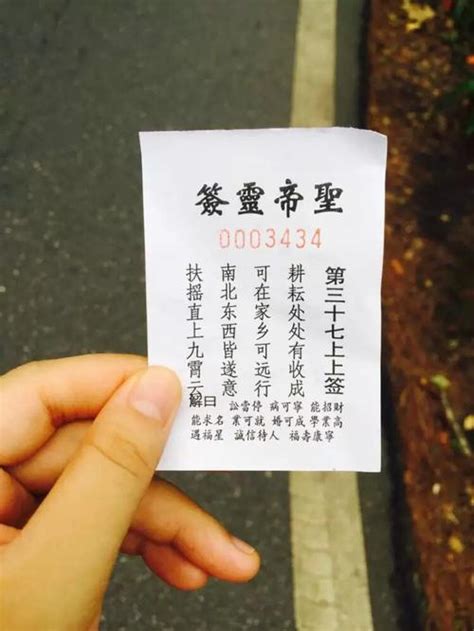 聖帝靈簽
0003434
第三十七上上签
耕耘处处有收成
可在家乡可远行
南北东西皆遂意
扶摇直上九霄云
解曰 訟雷停 病可寧 能招財
能求名 業可就 婚可成學業高
遇福星 誠信待人 福壽康寧